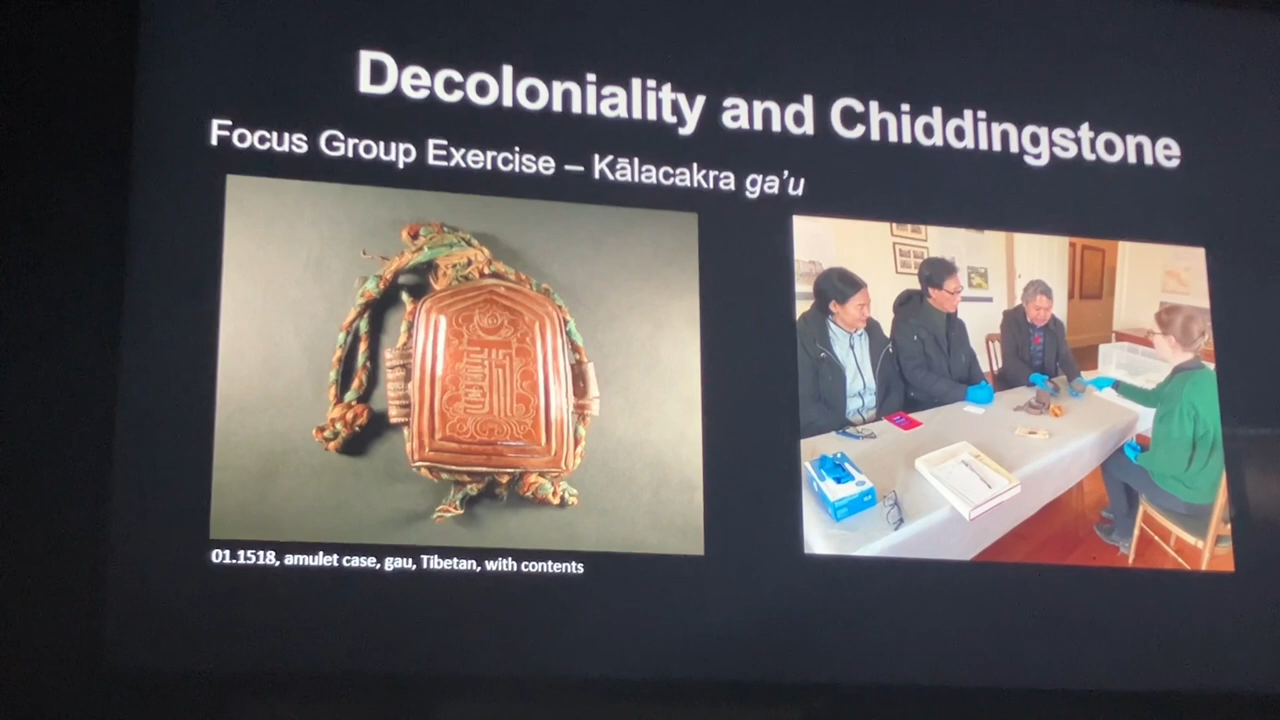 Decoloniality and Chiddingstone
Focus Group Exercise – Kālacakra ga’u
01.1518, amulet case, gau, Tibetan, with contents